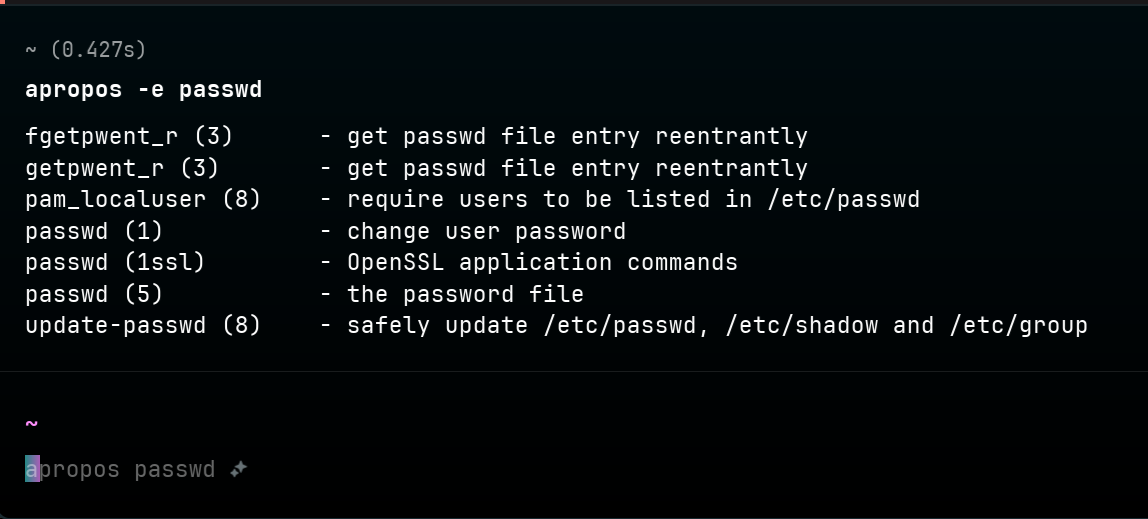 ~ (0.427s)
apropos -e passwd
fgetpwent_r (3)      - get passwd file entry reentrantly
getpwent_r (3)       - get passwd file entry reentrantly
pam_localuser (8)    - require users to be listed in /etc/passwd
passwd (1)           - change user password
passwd (1ssl)        - OpenSSL application commands
passwd (5)           - the password file
update-passwd (8)    - safely update /etc/passwd, /etc/shadow and /etc/group
~
apropos passwd